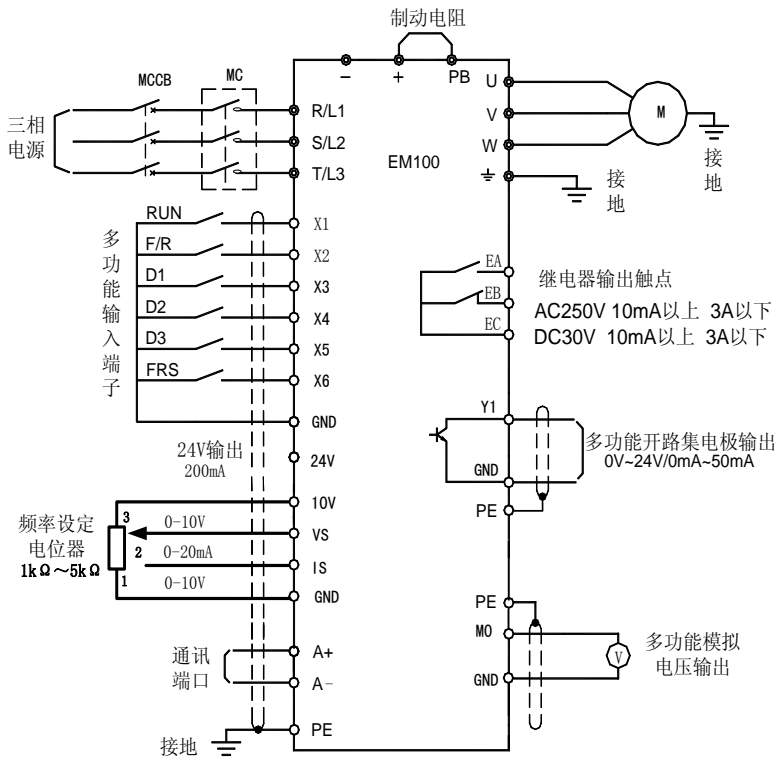 制动电阻
- + PB
MCCB MC
三相
电源
R/L1
S/L2
T/L3
EM100
U
V
W
M
接
地
接
地
多
功
能
输
入
端
子
RUN X1
F/R X2
D1 X3
D2 X4
D3 X5
FRS X6
GND
24V输出
200mA
24V
EA
EB
EC
继电器输出触点
AC250V 10mA以上 3A以下
DC30V 10mA以上 3A以下
Y1
GND
PE
多功能开路集电极输出
0V~24V/0mA~50mA
频率设定
电位器
1kΩ～5kΩ
3
2
1
10V
0-10V VS
0-20mA IS
0-10V GND
通讯
端口
A+
A-
接地
PE
PE
MO
GND
V
多功能模拟
电压输出